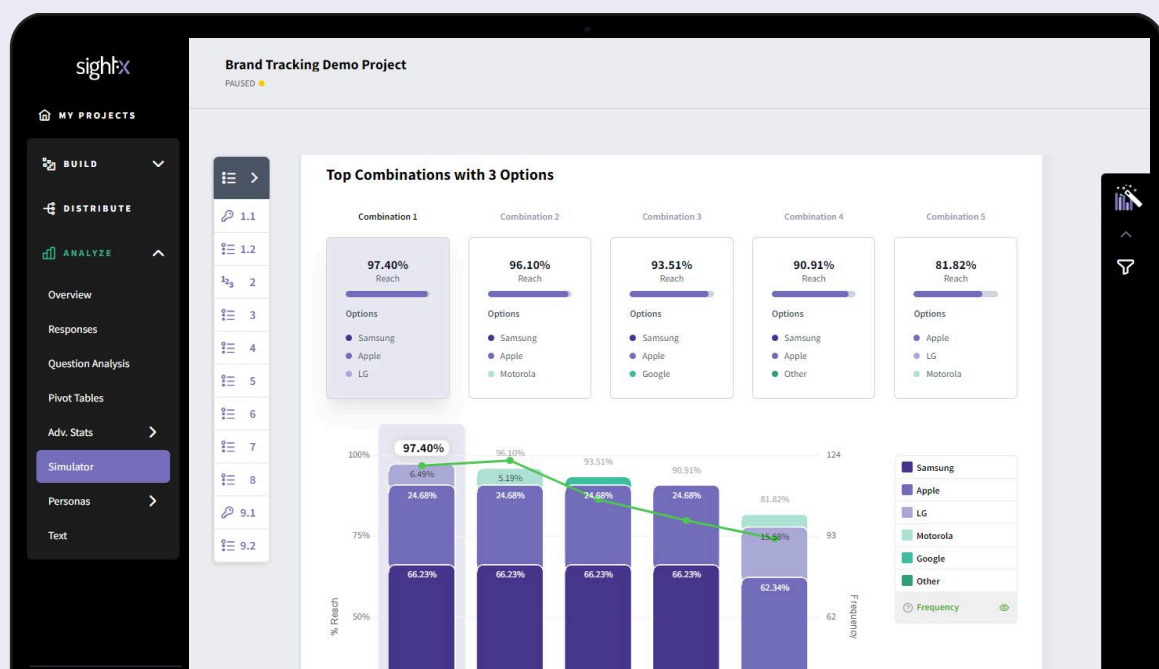 sightx
MY PROJECTS
BUILD
DISTRIBUTE
ANALYZE
Overview
Responses
Question Analysis
Pivot Tables
Adv. Stats
Simulator
Personas
Text
Brand Tracking Demo Project
PAUSED
1.1
1.2
2
3
4
5
6
7
8
9.1
9.2
Top Combinations with 3 Options
Combination 1
97.40%
Reach
Options
Samsung
Apple
LG
Combination 2
96.10%
Reach
Options
Samsung
Apple
Motorola
Combination 3
93.51%
Reach
Options
Samsung
Apple
Google
Combination 4
90.91%
Reach
Options
Samsung
Apple
Other
Combination 5
81.82%
Reach
Options
Apple
LG
Motorola
% Reach
100%
75%
50%
97.40%
6.49%
24.68%
66.23%
96.10%
5.19%
24.68%
66.23%
93.51%
24.68%
66.23%
90.91%
24.68%
66.23%
81.82%
15.58%
62.34%
124
93
62
Frequency
Samsung
Apple
LG
Motorola
Google
Other
? Frequency